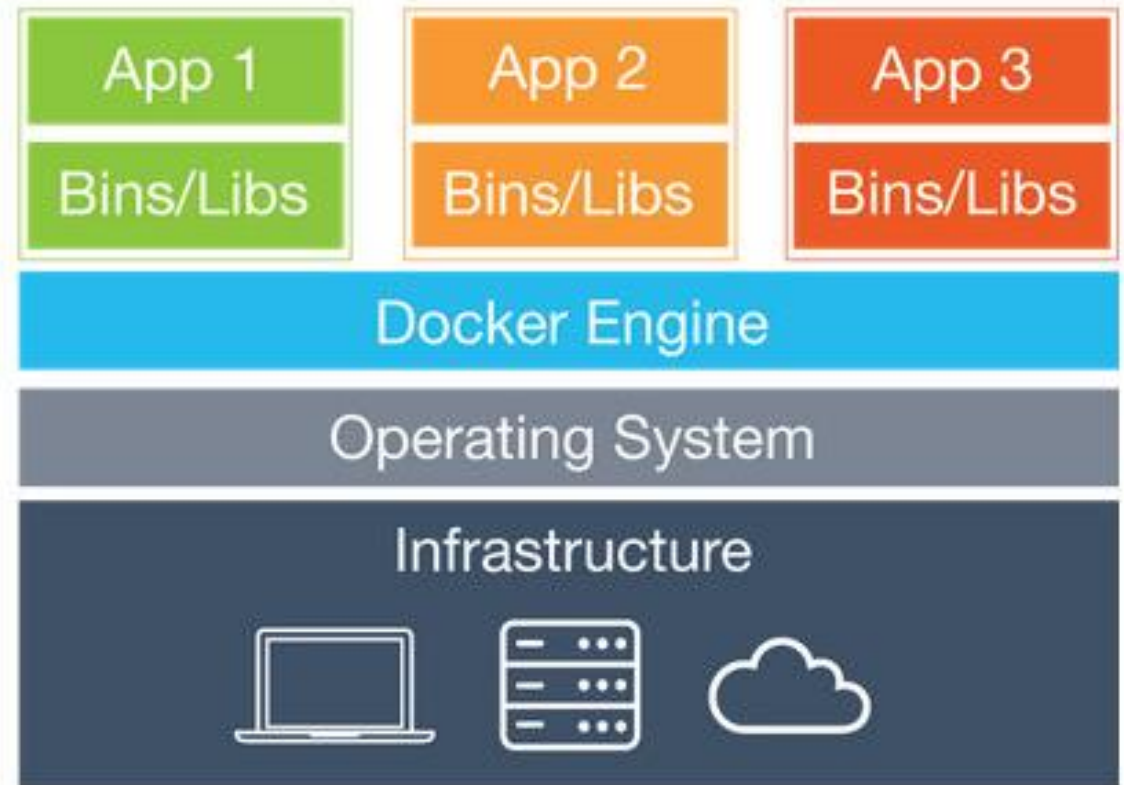 App 1
App 2
App 3
Bins/Libs
Bins/Libs
Bins/Libs
Docker Engine
Operating System
Infrastructure